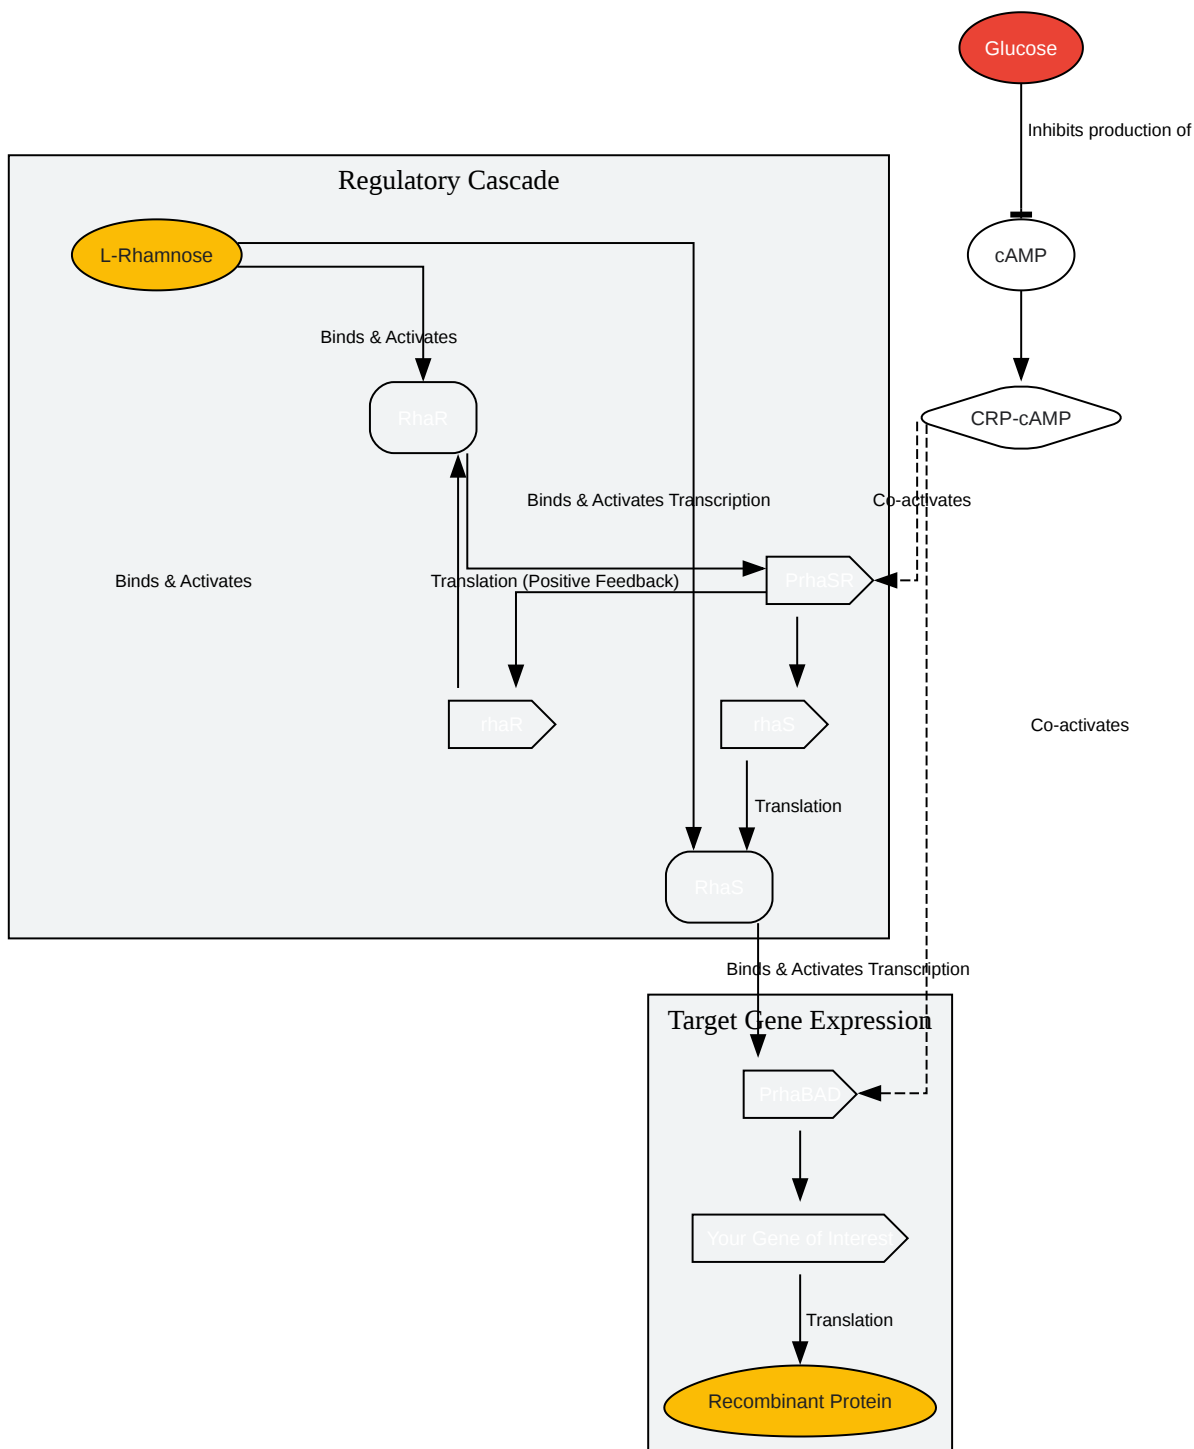 Glucose
Inhibits production of
Regulatory Cascade
L-Rhamnose
cAMP
Binds & Activates
RhaR
CRP-cAMP
Binds & Activates Transcription
Co-activates
Binds & Activates
Translation (Positive Feedback)
PrhaSR
rhaR
rhaS
Co-activates
Translation
RhaS
Binds & Activates Transcription
Target Gene Expression
PrhaBAD
Your Gene of Interest
Translation
Recombinant Protein